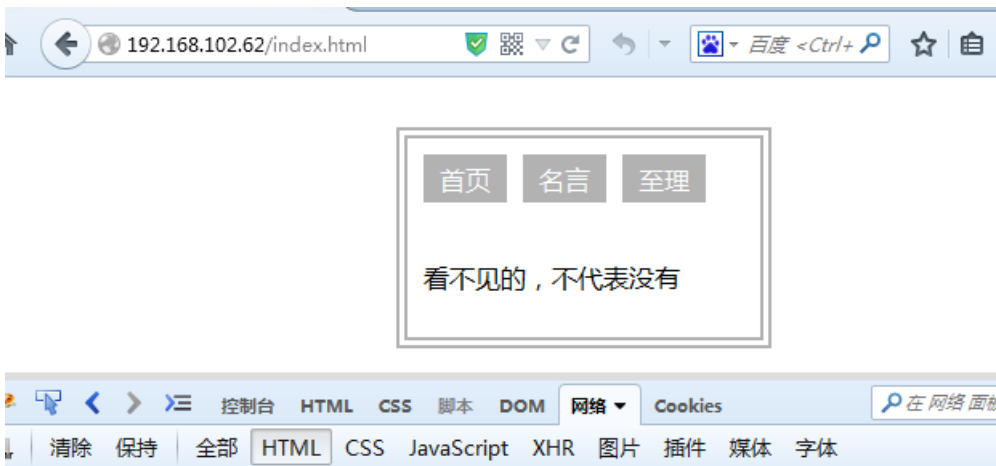 192.168.102.62/index.html 百度 <Ctrl+
首页 名言 至理
看不见的，不代表没有
控制台 HTML CSS 脚本 DOM 网络 Cookies 在 网络 面板
清除 保持 全部 HTML CSS JavaScript XHR 图片 插件 媒体 字体